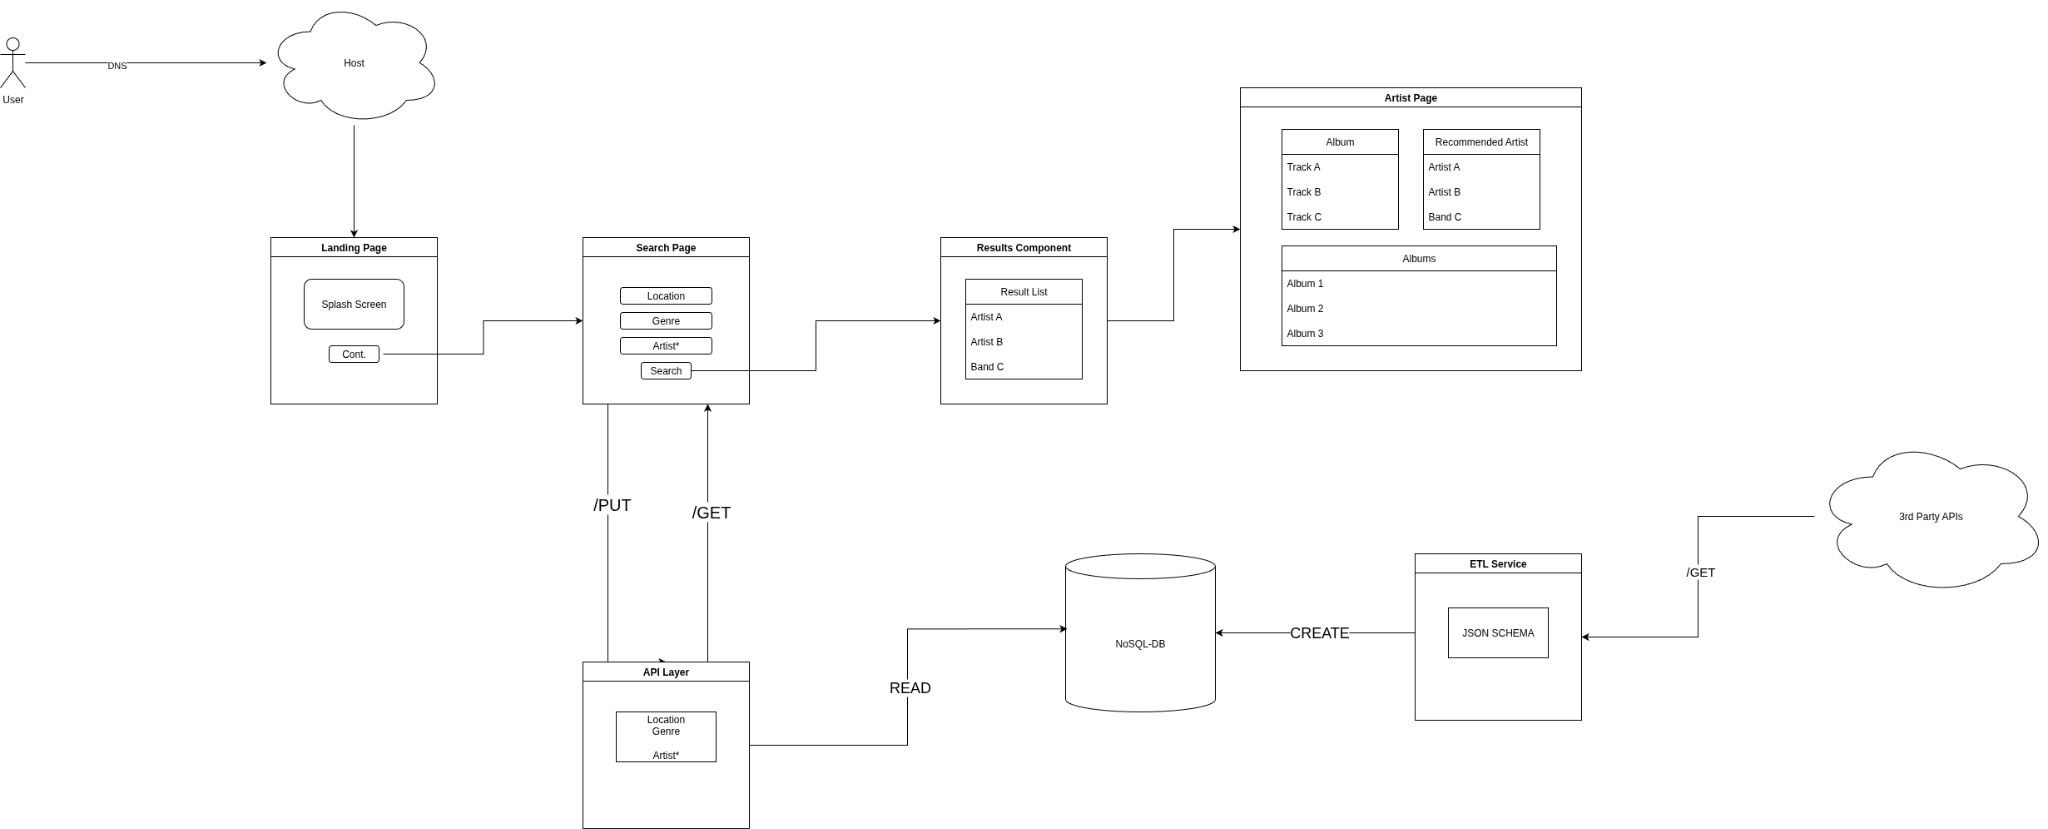 User
DNS
Host
Landing Page
Splash Screen
Cont.
Search Page
Location
Genre
Artist*
Search
Results Component
Result List
Artist A
Artist B
Band C
Artist Page
Album
Track A
Track B
Track C
Recommended Artist
Artist A
Artist B
Band C
Albums
Album 1
Album 2
Album 3
/PUT
/GET
API Layer
Location
Genre
Artist*
READ
NoSQL-DB
CREATE
ETL Service
JSON SCHEMA
/GET
3rd Party APIs